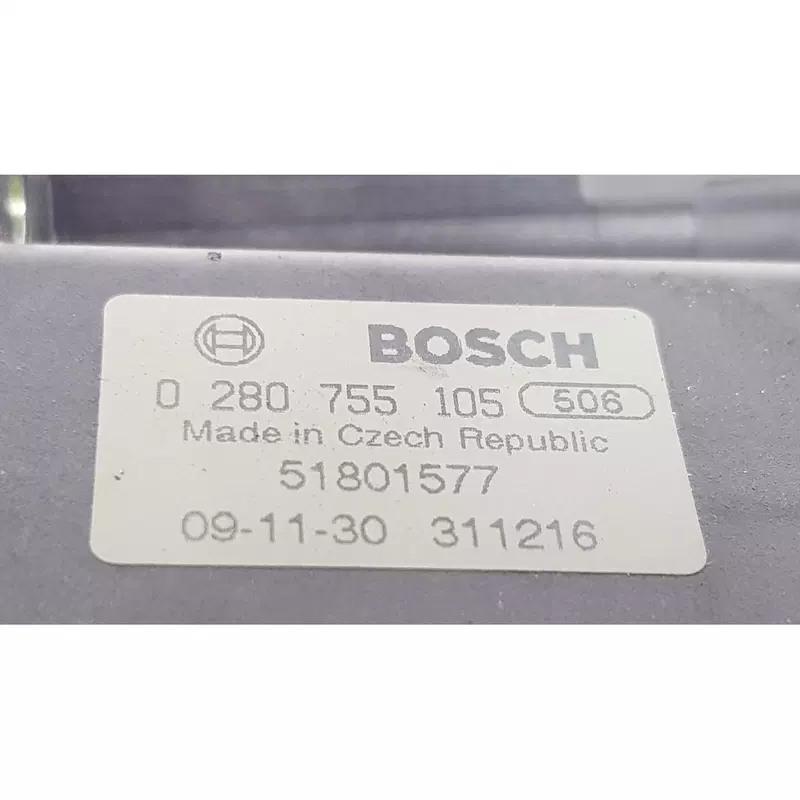 BOSCH
0 280 755 105 506
Made in Czech Republic
51801577
09-11-30 311216